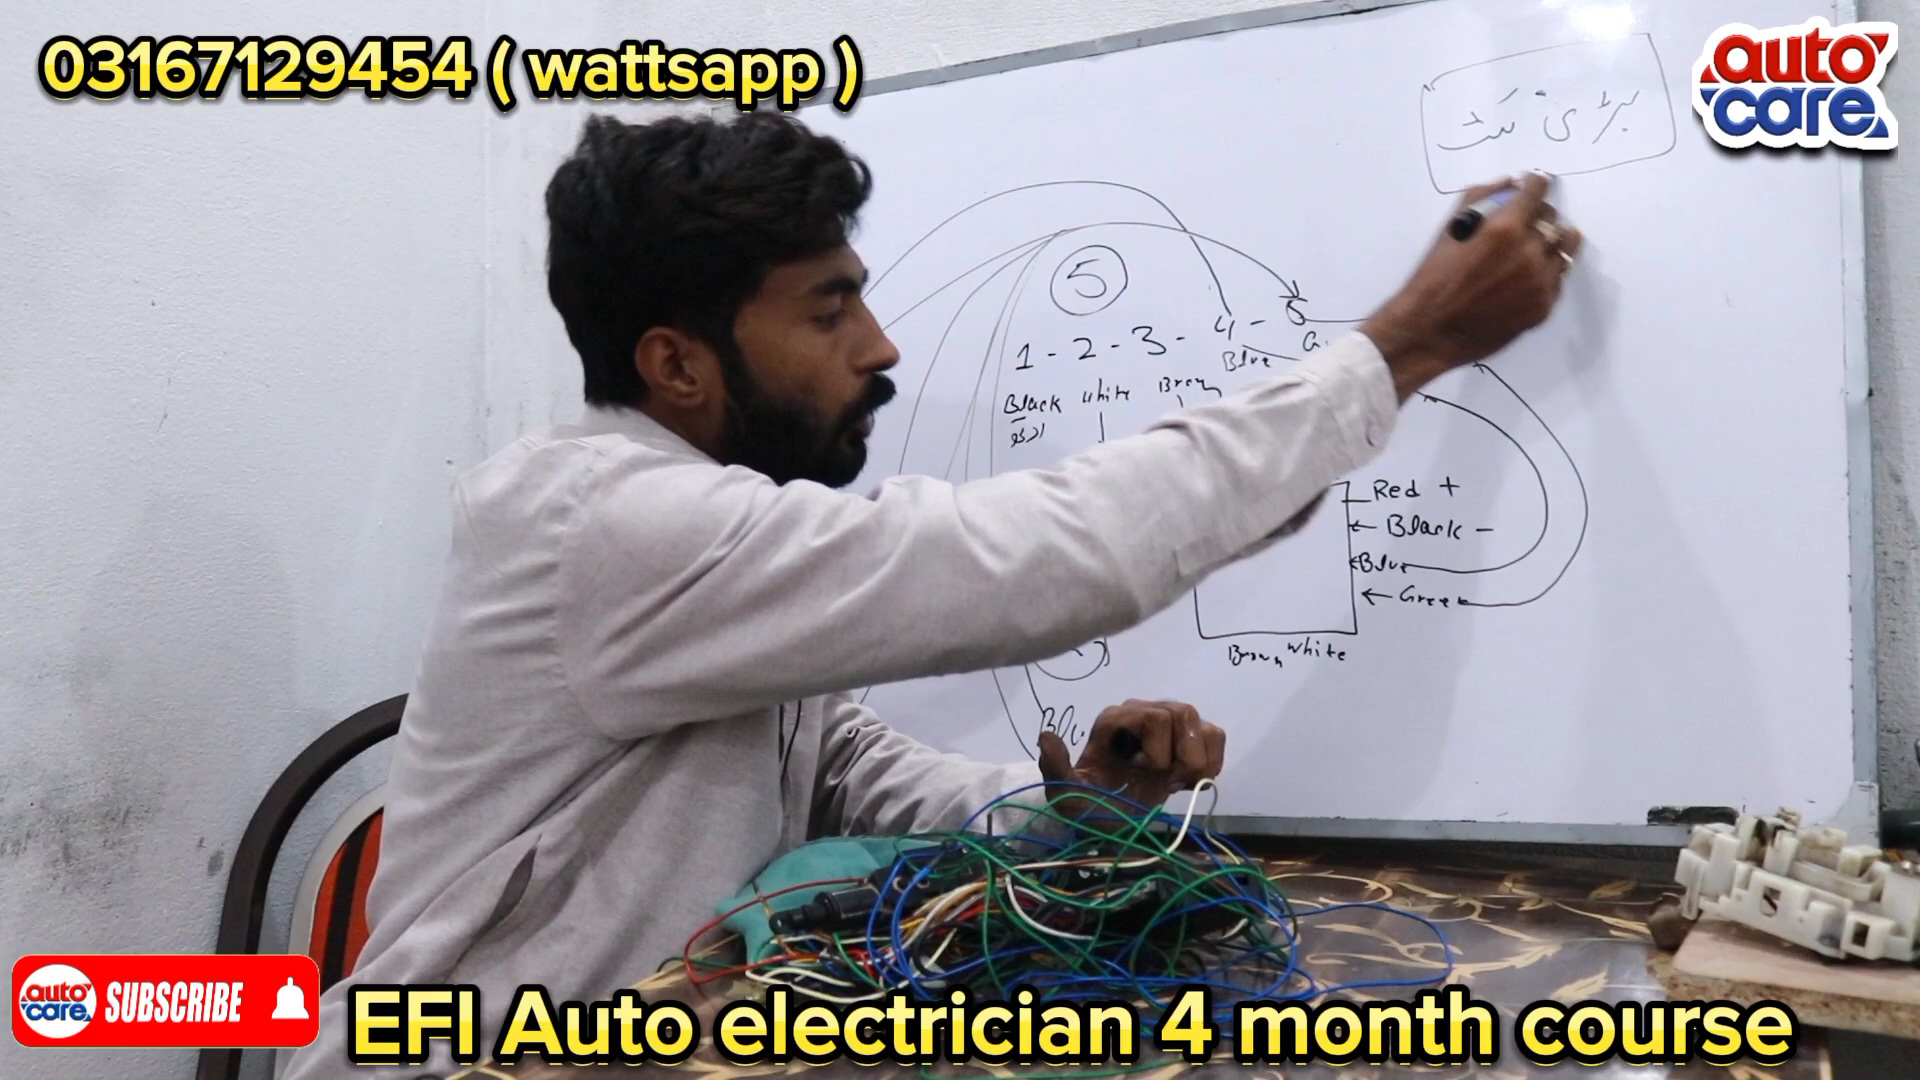 03167129454 ( wattsapp )
auto
care
بڑی کٹ
5
1 - 2 - 3 - 4 - 5
Blue
Black white Brown
Red +
← Black -
← Blue
← Green
Brown white
Blu
auto
care
SUBSCRIBE
EFI Auto electrician 4 month course